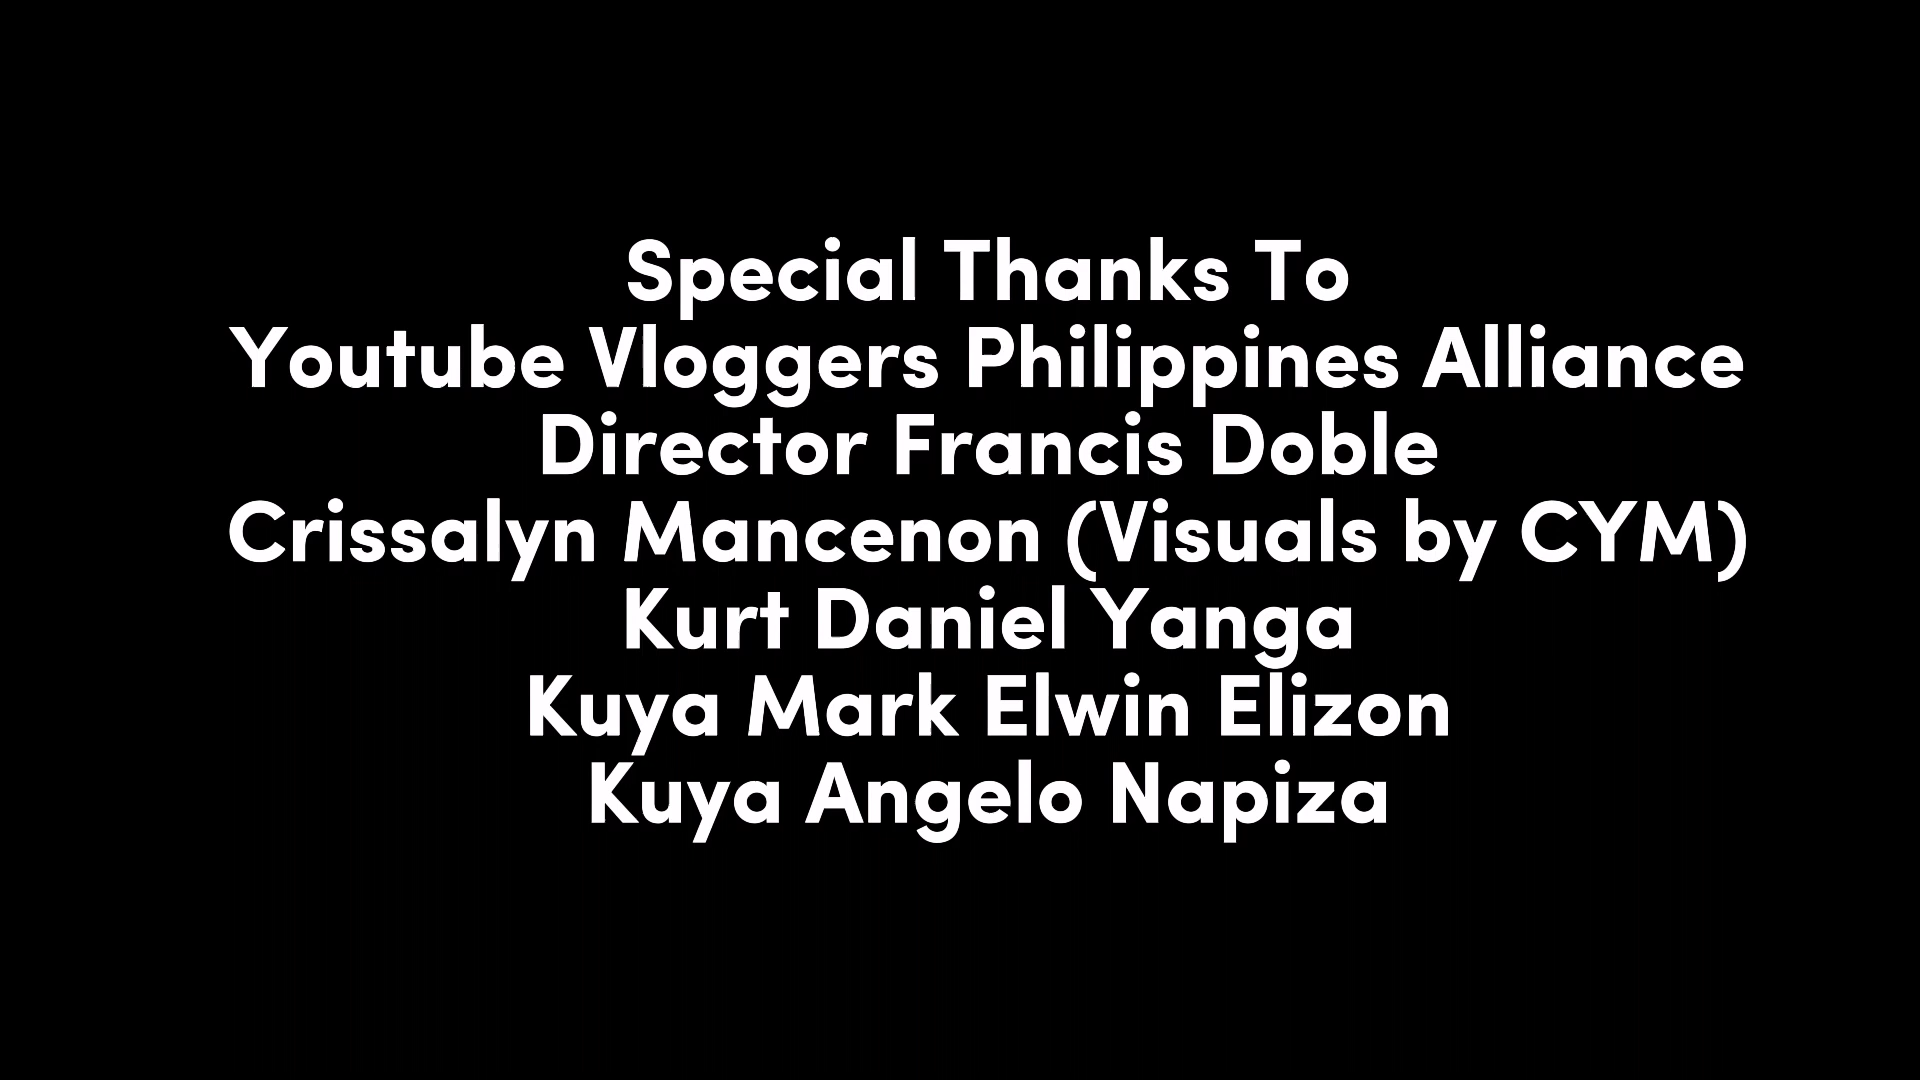 Special Thanks To
Youtube Vloggers Philippines Alliance
Director Francis Doble
Crissalyn Mancenon (Visuals by CYM)
Kurt Daniel Yanga
Kuya Mark Elwin Elizon
Kuya Angelo Napiza